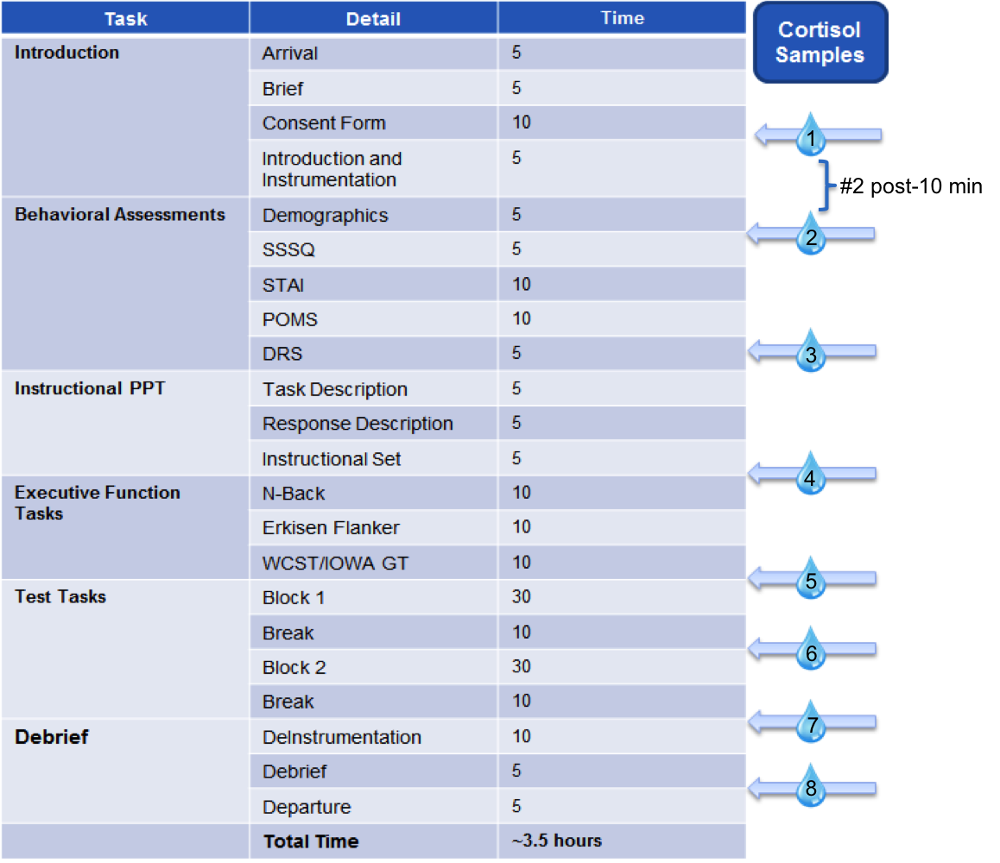 Task Detail Time
Cortisol
Samples
Introduction Arrival 5
Brief 5
Consent Form 10
1
Introduction and 5
Instrumentation
#2 post-10 min
Behavioral Assessments Demographics 5
2
SSSQ 5
STAI 10
POMS 10
DRS 5
3
Instructional PPT Task Description 5
Response Description 5
Instructional Set 5
4
Executive Function N-Back 10
Tasks
Erkisen Flanker 10
WCST/IOWA GT 10
5
Test Tasks Block 1 30
Break 10
6
Block 2 30
Break 10
7
Debrief DeInstrumentation 10
Debrief 5
8
Departure 5
Total Time ~3.5 hours